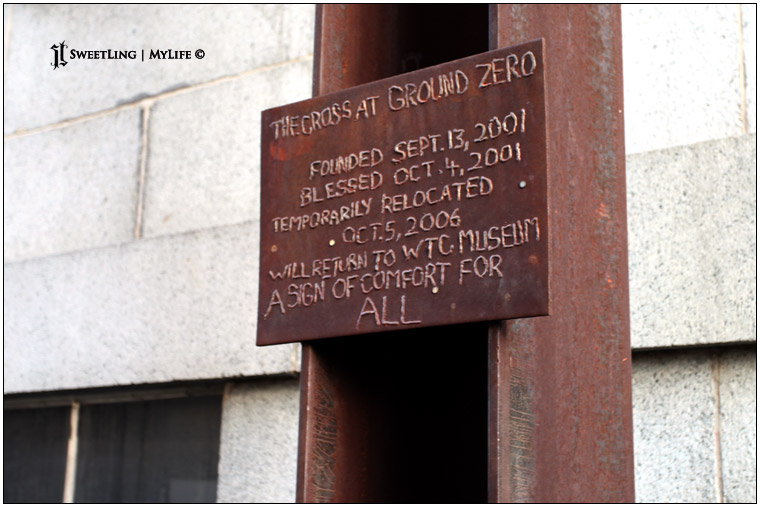 SWEETLING | MYLIFE ©
THE CROSS AT GROUND ZERO
FOUNDED SEPT. 13, 2001
BLESSED OCT. 4, 2001
TEMPORARILY RELOCATED
OCT. 5, 2006
WILL RETURN TO WTC MUSEUM
A SIGN OF COMFORT FOR
ALL